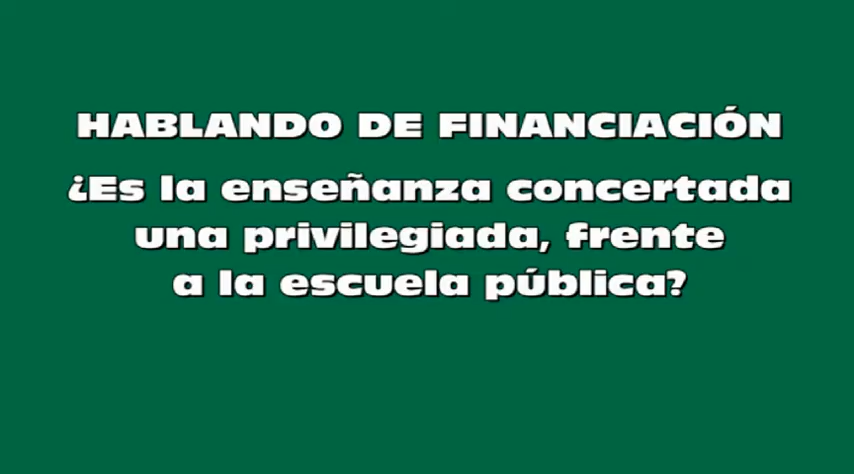 HABLANDO DE FINANCIACIÓN
¿Es la enseñanza concertada
una privilegiada, frente
a la escuela pública?